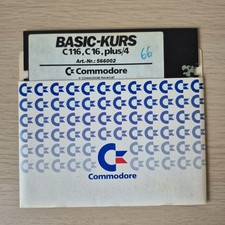 BASIC-KURS
C116, C16, plus/4
66
Art.-Nr.: 566002
Commodore
Commodore